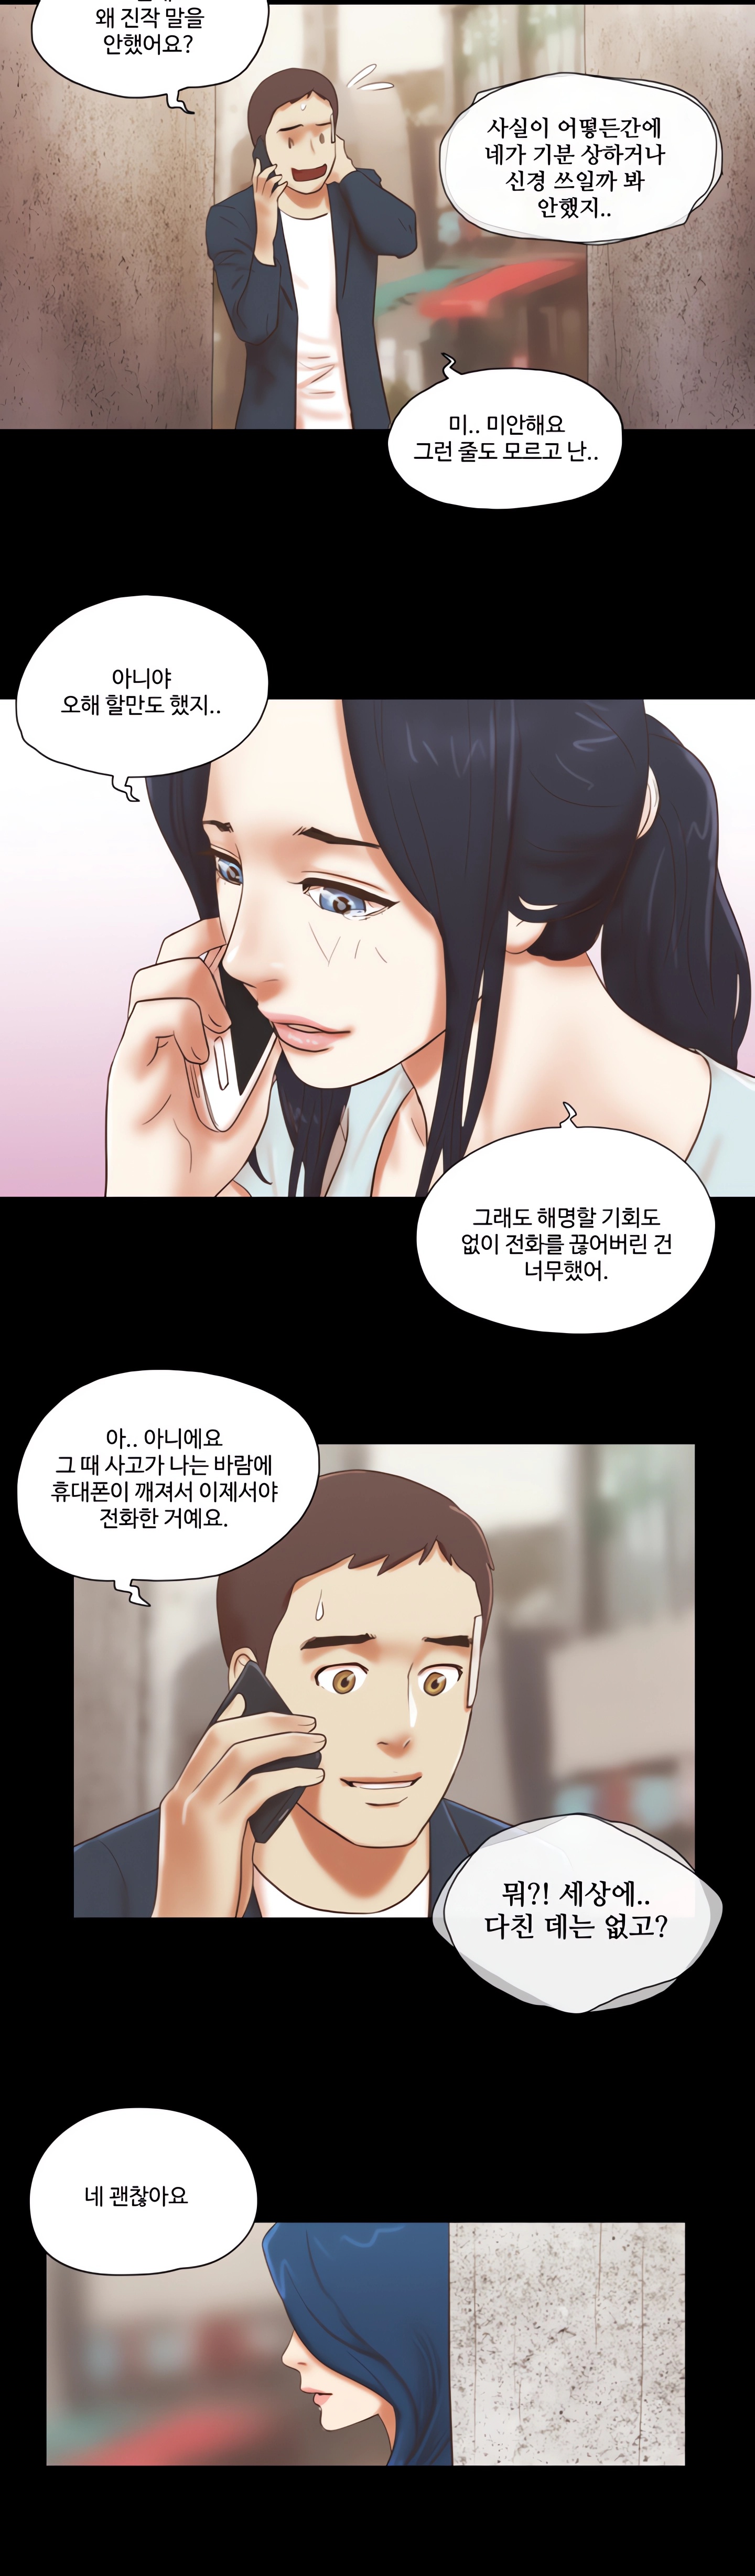 왜 진작 말을
안했어요?
사실이 어떻든간에
네가 기분 상하거나
신경 쓰일까 봐
안했지..
미.. 미안해요
그런 줄도 모르고 난..
아니야
오해 할만도 했지..
그래도 해명할 기회도
없이 전화를 끊어버린 건
너무했어.
아.. 아니에요
그 때 사고가 나는 바람에
휴대폰이 깨져서 이제서야
전화한 거예요.
뭐?! 세상에..
다친 데는 없고?
네 괜찮아요